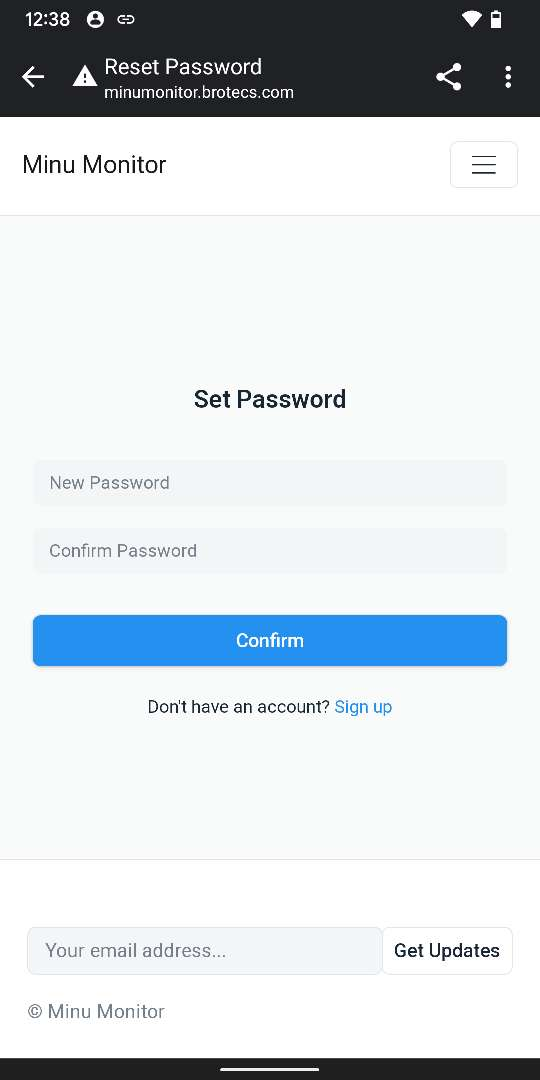 12:38
Reset Password
minumonitor.brotecs.com
Minu Monitor
Set Password
New Password
Confirm Password
Confirm
Don't have an account? Sign up
Your email address... Get Updates
© Minu Monitor